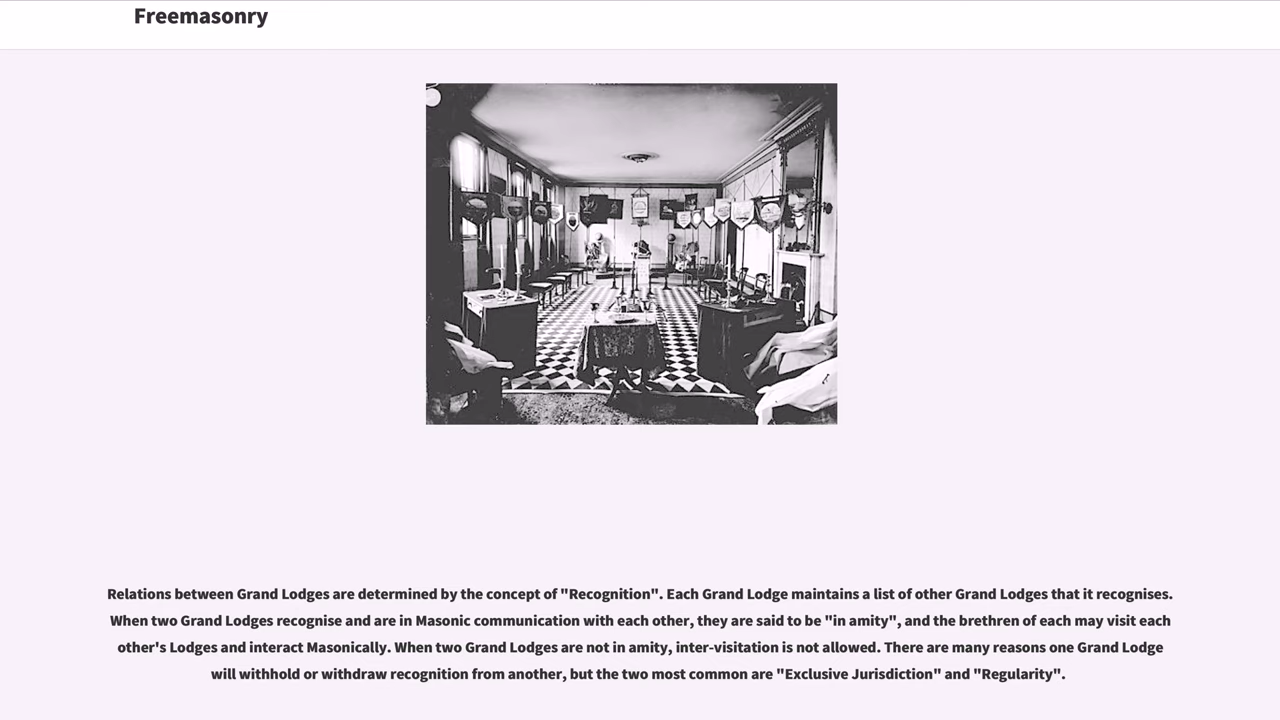 Freemasonry
Relations between Grand Lodges are determined by the concept of "Recognition". Each Grand Lodge maintains a list of other Grand Lodges that it recognises.
When two Grand Lodges recognise and are in Masonic communication with each other, they are said to be "in amity", and the brethren of each may visit each
other's Lodges and interact Masonically. When two Grand Lodges are not in amity, inter-visitation is not allowed. There are many reasons one Grand Lodge
will withhold or withdraw recognition from another, but the two most common are "Exclusive Jurisdiction" and "Regularity".